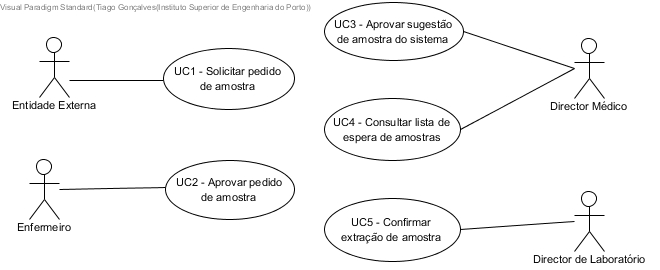 Visual Paradigm Standard(Tiago Gonçalves(Instituto Superior de Engenharia do Porto))
UC3 - Aprovar sugestão
de amostra do sistema
UC1 - Solicitar pedido
de amostra
Entidade Externa
Director Médico
UC4 - Consultar lista de
espera de amostras
UC2 - Aprovar pedido
de amostra
Enfermeiro
UC5 - Confirmar
extração de amostra
Director de Laboratório